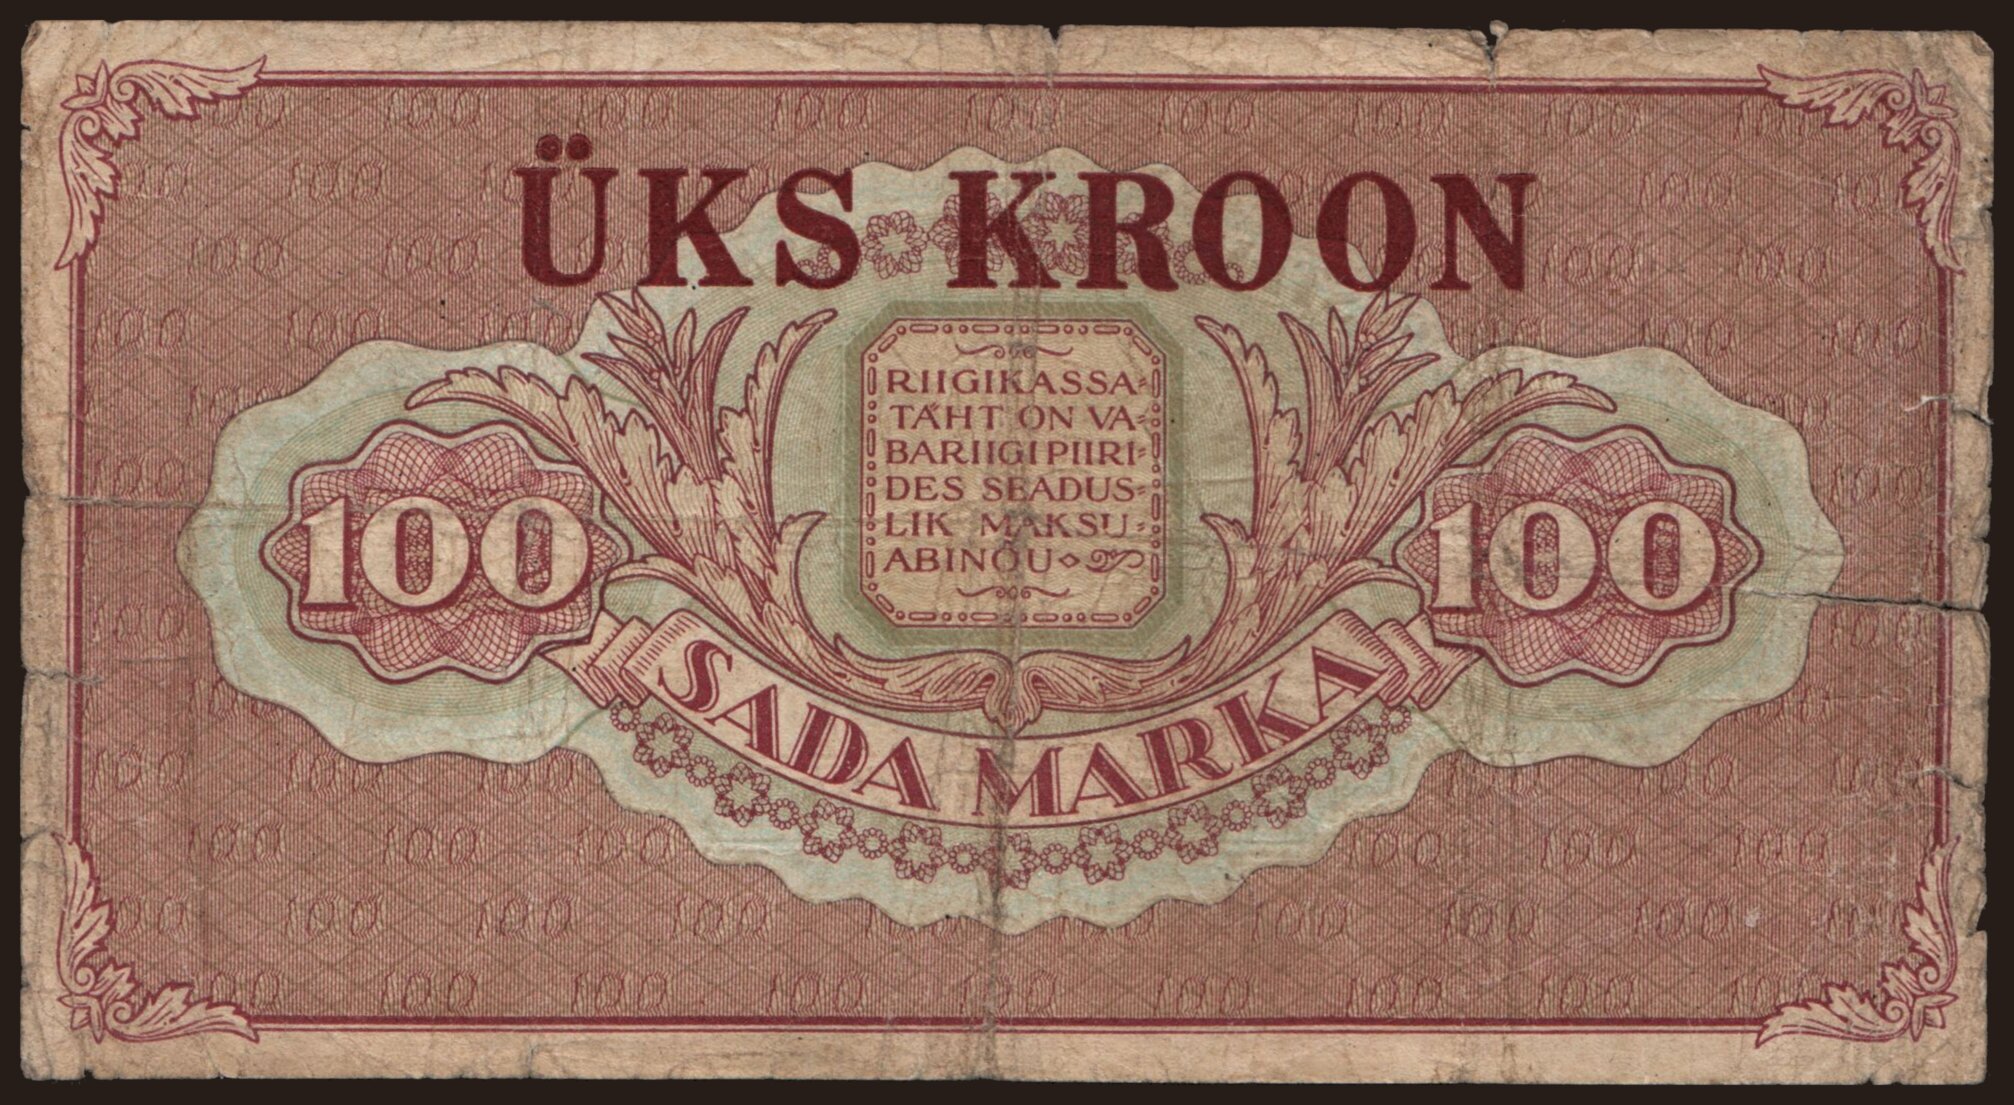 ÜKS KROON
RIIGIKASSA-
TÄHT ON VA-
BARIIGI PIIRI-
DES SEADUS-
LIK MAKSU-
ABINÕU
100
100
SADA MARKA